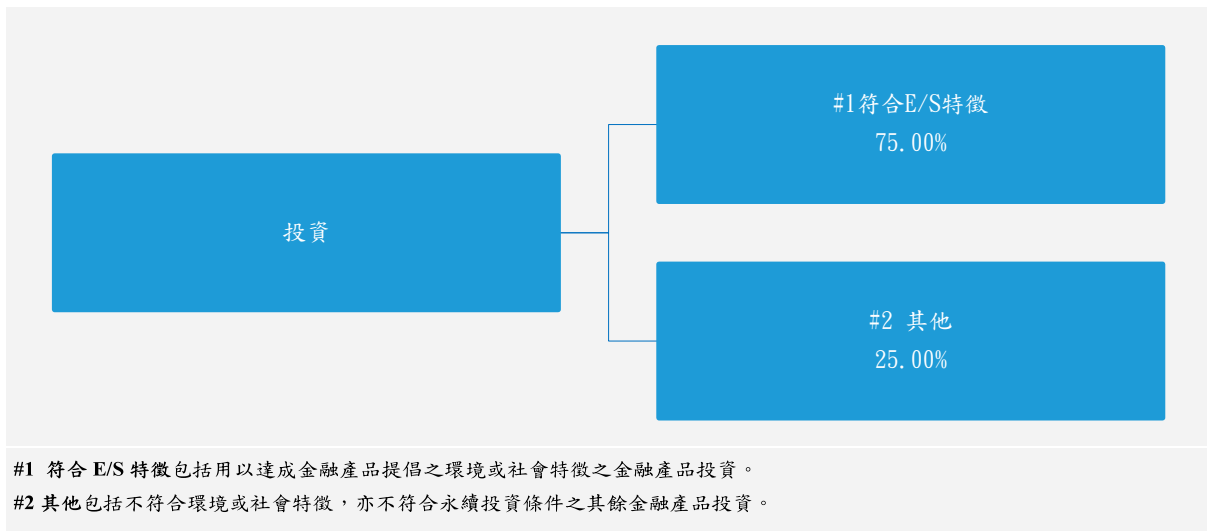 投資
#1符合E/S特徵
75.00%
#2 其他
25.00%
#1 符合 E/S 特徵包括用以達成金融產品提倡之環境或社會特徵之金融產品投資。
#2 其他包括不符合環境或社會特徵，亦不符合永續投資條件之其餘金融產品投資。